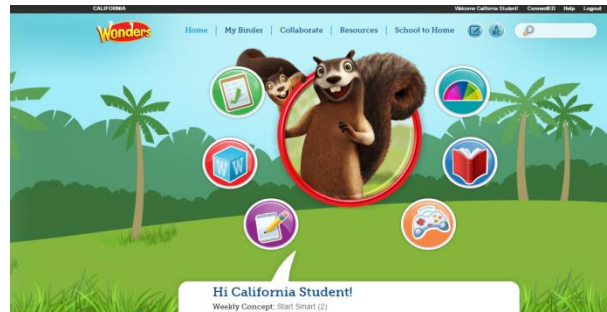 CALIFORNIA
Welcome California Student! ConnectED Help Logout
Wonders
Home | My Binder | Collaborate | Resources | School to Home
W W
Hi California Student!
Weekly Concept: Start Smart (2)